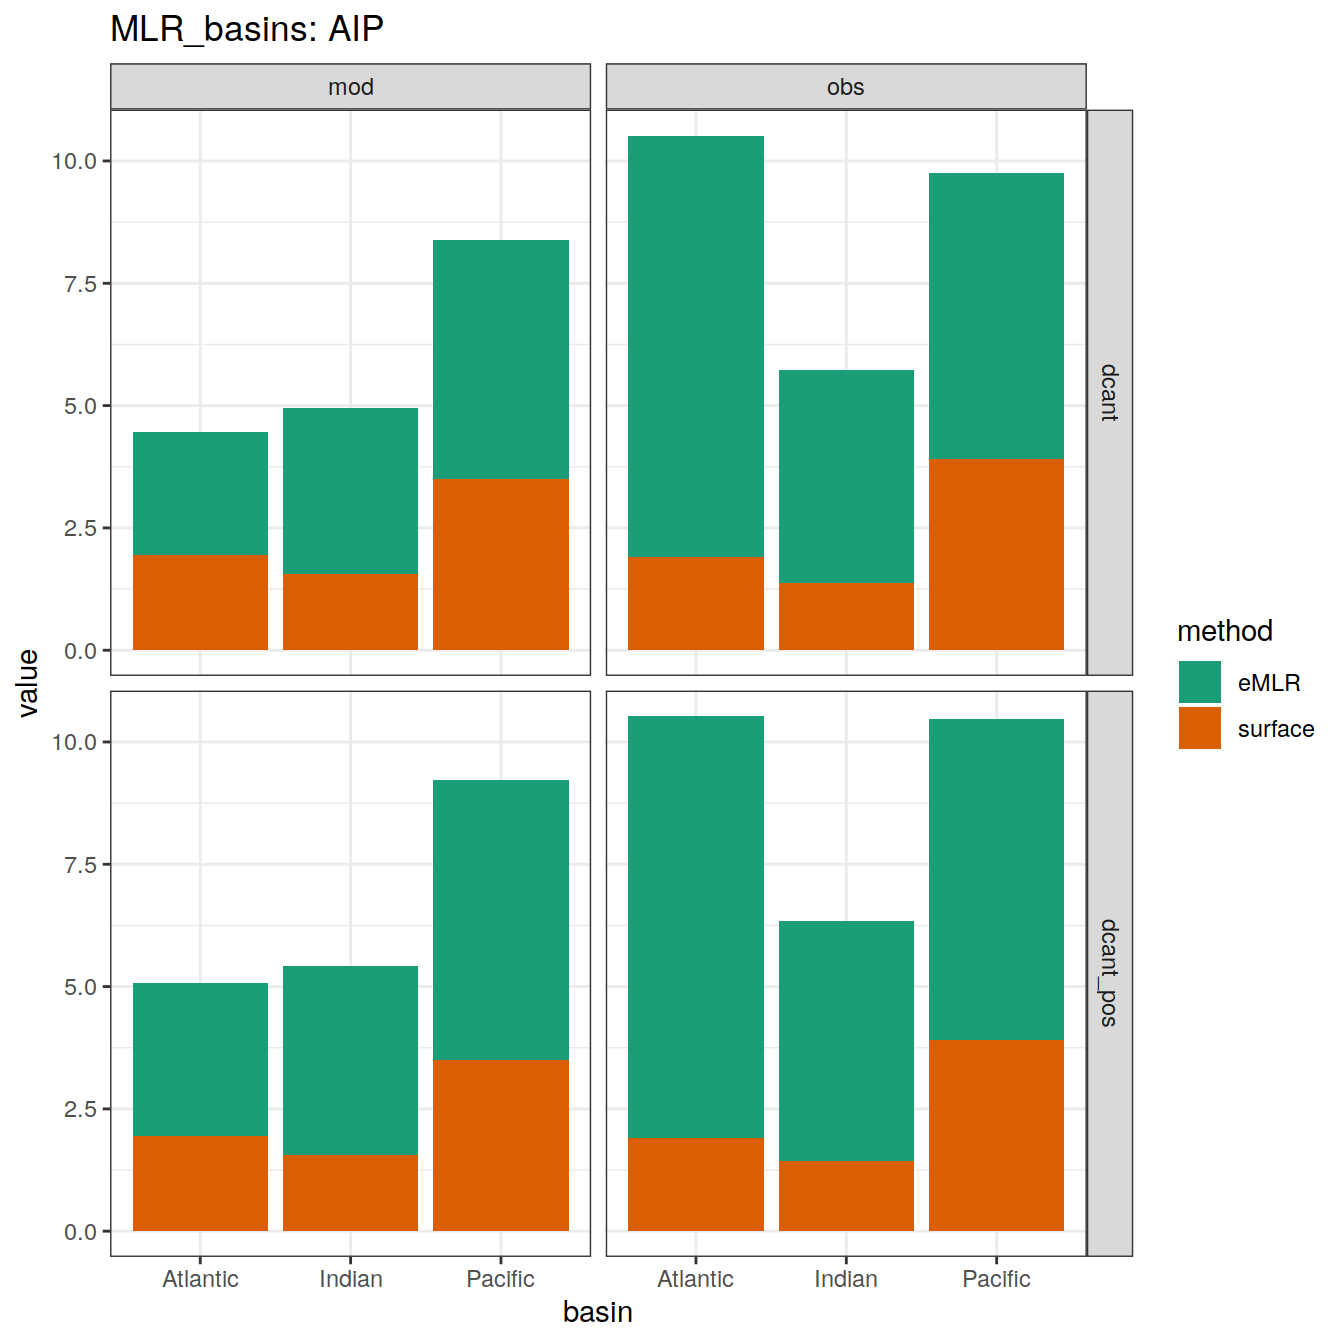 MLR_basins: AIP
mod
obs
10.0
7.5
5.0
2.5
0.0
dcant
value
10.0
7.5
5.0
2.5
0.0
dcant_pos
Atlantic
Indian
Pacific
Atlantic
Indian
Pacific
basin
method
eMLR
surface